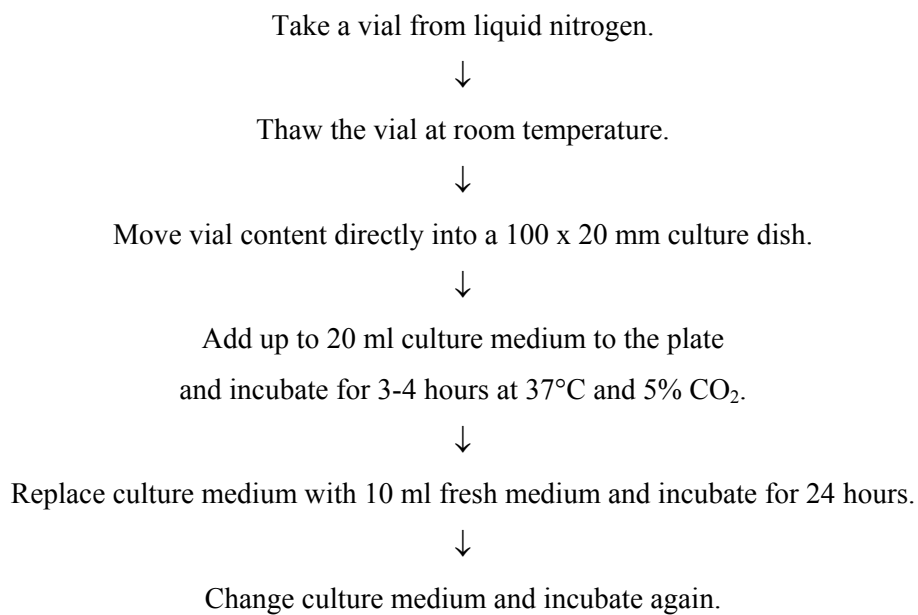 Take a vial from liquid nitrogen.
↓
Thaw the vial at room temperature.
↓
Move vial content directly into a 100 x 20 mm culture dish.
↓
Add up to 20 ml culture medium to the plate
and incubate for 3-4 hours at 37°C and 5% CO₂.
↓
Replace culture medium with 10 ml fresh medium and incubate for 24 hours.
↓
Change culture medium and incubate again.